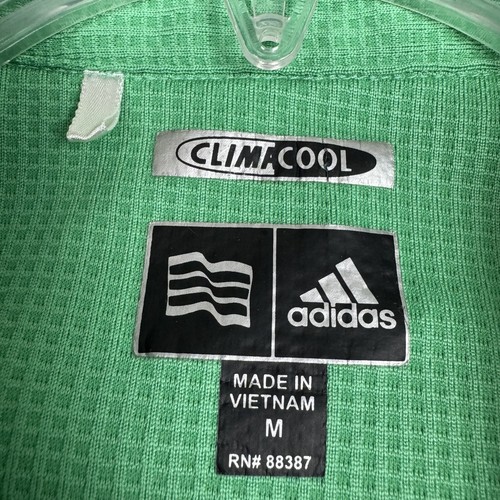 CLIMACOOL
adidas
MADE IN
VIETNAM
M
RN# 88387